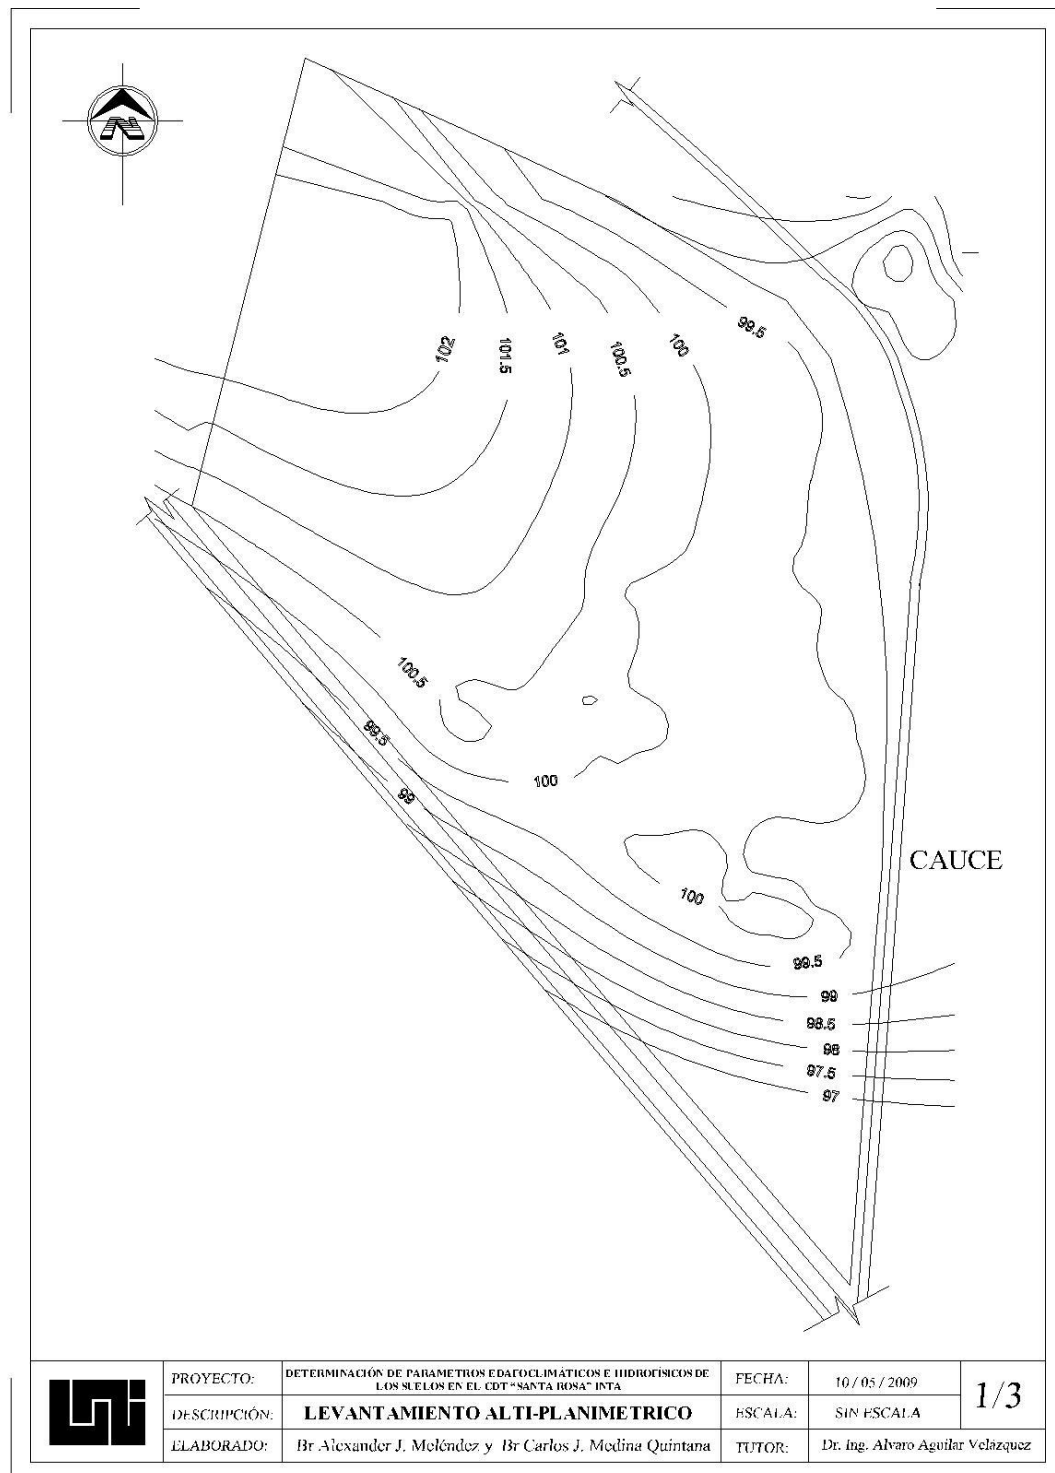 N
99.5
102
101.5
101
100.5
100
100.5
99.5
100
99
CAUCE
100
99.5
99
98.5
98
97.5
97
PROYECTO:
DETERMINACIÓN DE PARAMETROS EDAFOCLIMÁTICOS E HIDROFÍSICOS DE
LOS SUELOS EN EL CDT "SANTA ROSA" INTA
FECHA:
10 / 05 / 2009
1/3
DESCRIPCIÓN:
LEVANTAMIENTO ALTI-PLANIMETRICO
ESCALA:
SIN ESCALA
ELABORADO:
Br Alexander J. Meléndez y Br Carlos J. Medina Quintana
TUTOR:
Dr. Ing. Alvaro Aguilar Velázquez
uni